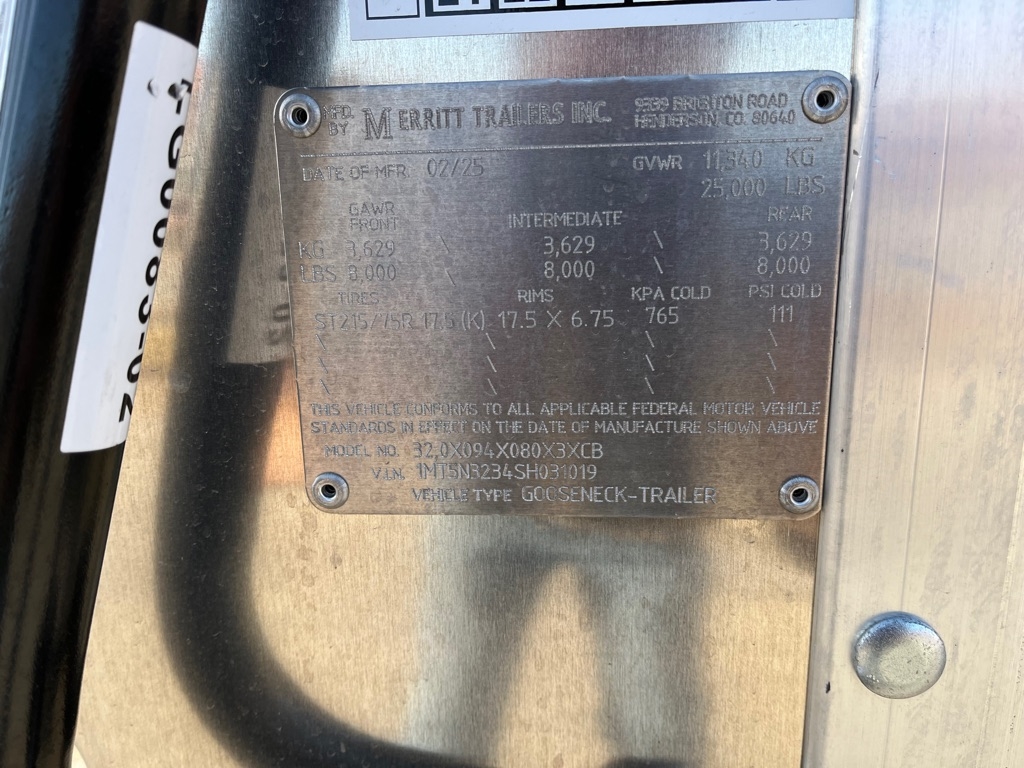 MFD. BY MERRITT TRAILERS INC. 9339 BRIGHTON ROAD HENDERSON, CO. 80640
DATE OF MFR 02/25 GVWR 11,340 KG
25,000 LBS
GAWR FRONT INTERMEDIATE REAR
KG 3,629 \ 3,629 \ 3,629
LBS 8,000 \ 8,000 \ 8,000
TIRES RIMS KPA COLD PSI COLD
ST215/75R 17.5 (K) 17.5 X 6.75 765 111
\ \ \ \
\ \ \ \
\ \ \ \
THIS VEHICLE CONFORMS TO ALL APPLICABLE FEDERAL MOTOR VEHICLE
STANDARDS IN EFFECT ON THE DATE OF MANUFACTURE SHOWN ABOVE
MODEL NO. 32.0X094X080X3XCB
V.I.N. 1MT5N3234SH031019
VEHICLE TYPE GOOSENECK-TRAILER